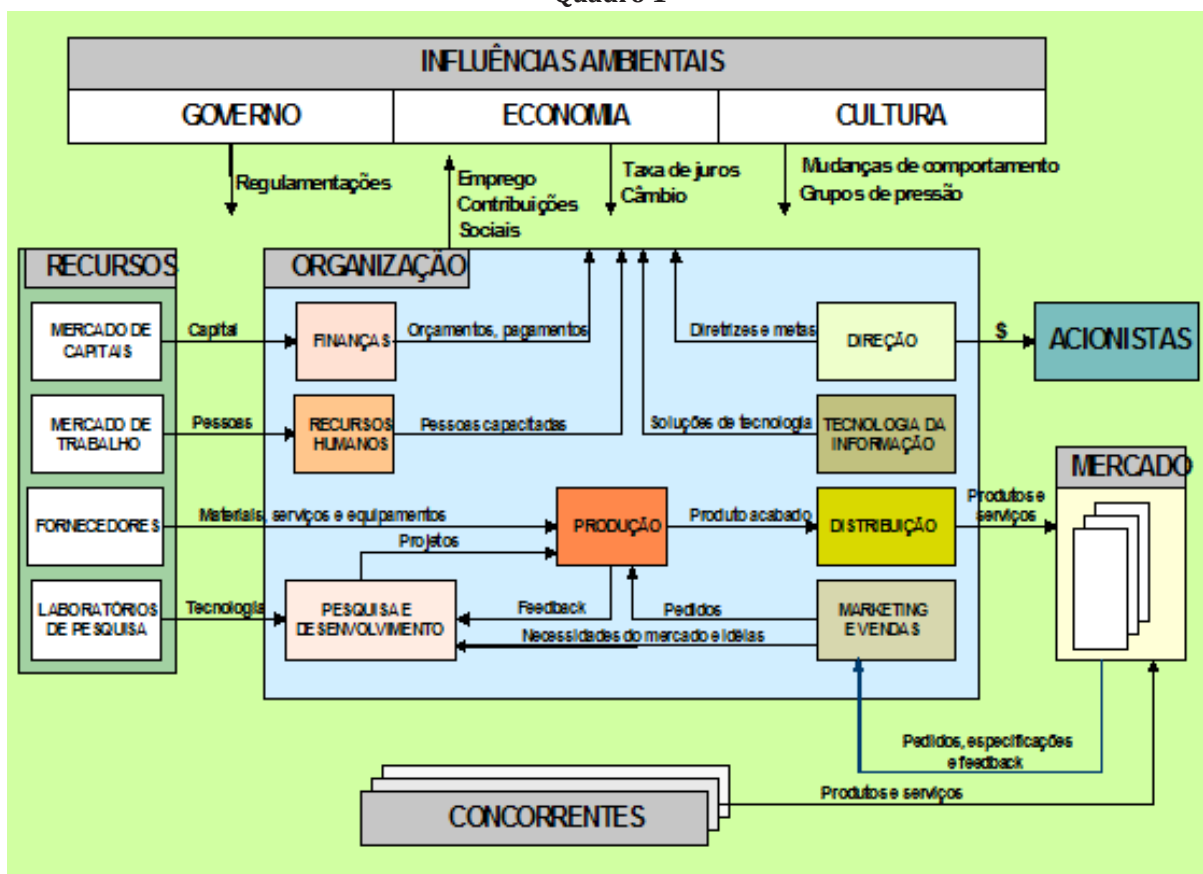 Quadro 1
INFLUÊNCIAS AMBIENTAIS
GOVERNO
ECONOMIA
CULTURA
Regulamentações
Emprego
Contribuições
Sociais
Taxa de juros
Câmbio
Mudanças de comportamento
Grupos de pressão
RECURSOS
ORGANIZAÇÃO
MERCADO DE
CAPITAIS
Capital
FINANÇAS
Orçamentos, pagamentos
Diretrizes e metas
DIREÇÃO
$
ACIONISTAS
MERCADO DE
TRABALHO
Pessoas
RECURSOS
HUMANOS
Pessoas capacitadas
Soluções de tecnologia
TECNOLOGIA DA
INFORMAÇÃO
MERCADO
FORNECEDORES
Materiais, serviços e equipamentos
Projetos
PRODUÇÃO
Produto acabado
DISTRIBUIÇÃO
Produtos e
serviços
LABORATÓRIOS
DE PESQUISA
Tecnologia
PESQUISA E
DESENVOLVIMENTO
Feedback
Pedidos
Necessidades do mercado e idéias
MARKETING
E VENDAS
Pedidos, especificações
e feedback
Produtos e serviços
CONCORRENTES